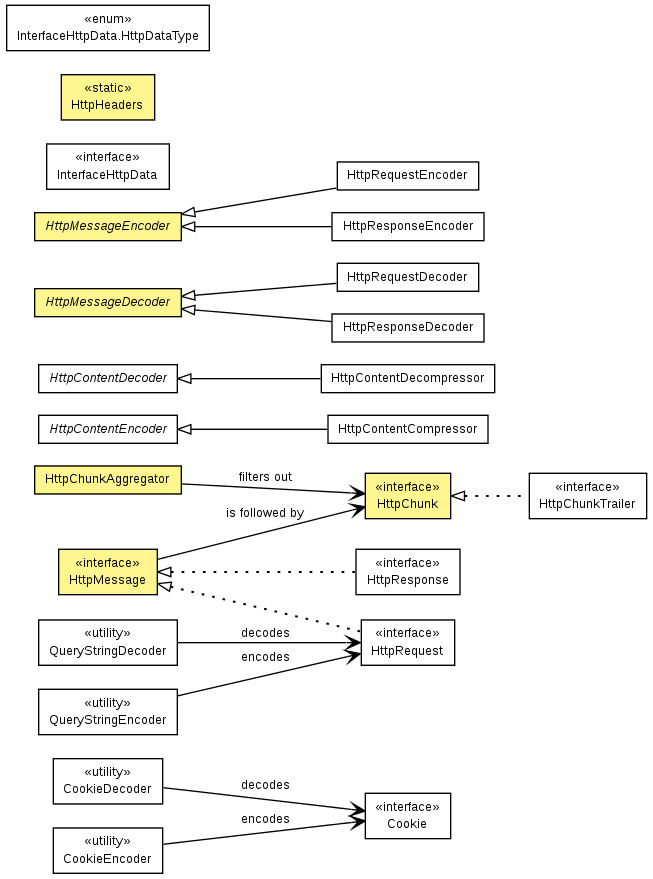 «enum»
InterfaceHttpData.HttpDataType
«static»
HttpHeaders
«interface»
InterfaceHttpData
HttpRequestEncoder
HttpMessageEncoder
HttpResponseEncoder
HttpRequestDecoder
HttpMessageDecoder
HttpResponseDecoder
HttpContentDecoder
HttpContentDecompressor
HttpContentEncoder
HttpContentCompressor
HttpChunkAggregator
filters out
«interface»
HttpChunk
«interface»
HttpChunkTrailer
is followed by
«interface»
HttpMessage
«interface»
HttpResponse
«utility»
QueryStringDecoder
decodes
«interface»
HttpRequest
encodes
«utility»
QueryStringEncoder
«utility»
CookieDecoder
decodes
«interface»
Cookie
encodes
«utility»
CookieEncoder